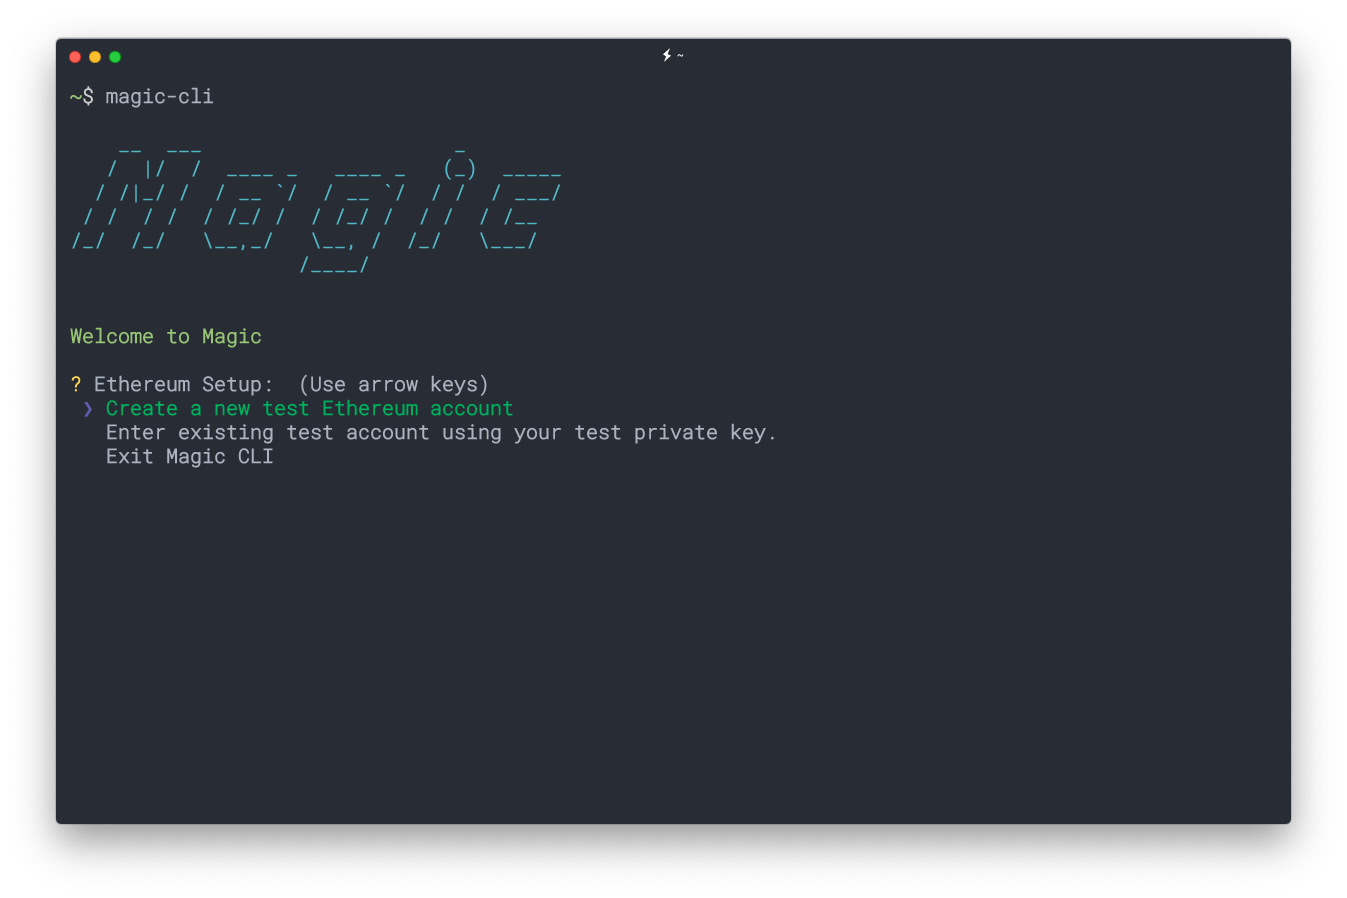 ~
~$ magic-cli
    __  ___                     _
   /  |/  /  ____ _   ____ _   (_)  _____
  / /|_/ /  / __ `/  / __ `/  / /  / ___/
 / /  / /  / /_/ /  / /_/ /  / /  / /__
/_/  /_/   \__,_/   \__, /  /_/   \___/
                   /____/
Welcome to Magic
? Ethereum Setup:  (Use arrow keys)
❯ Create a new test Ethereum account
Enter existing test account using your test private key.
Exit Magic CLI